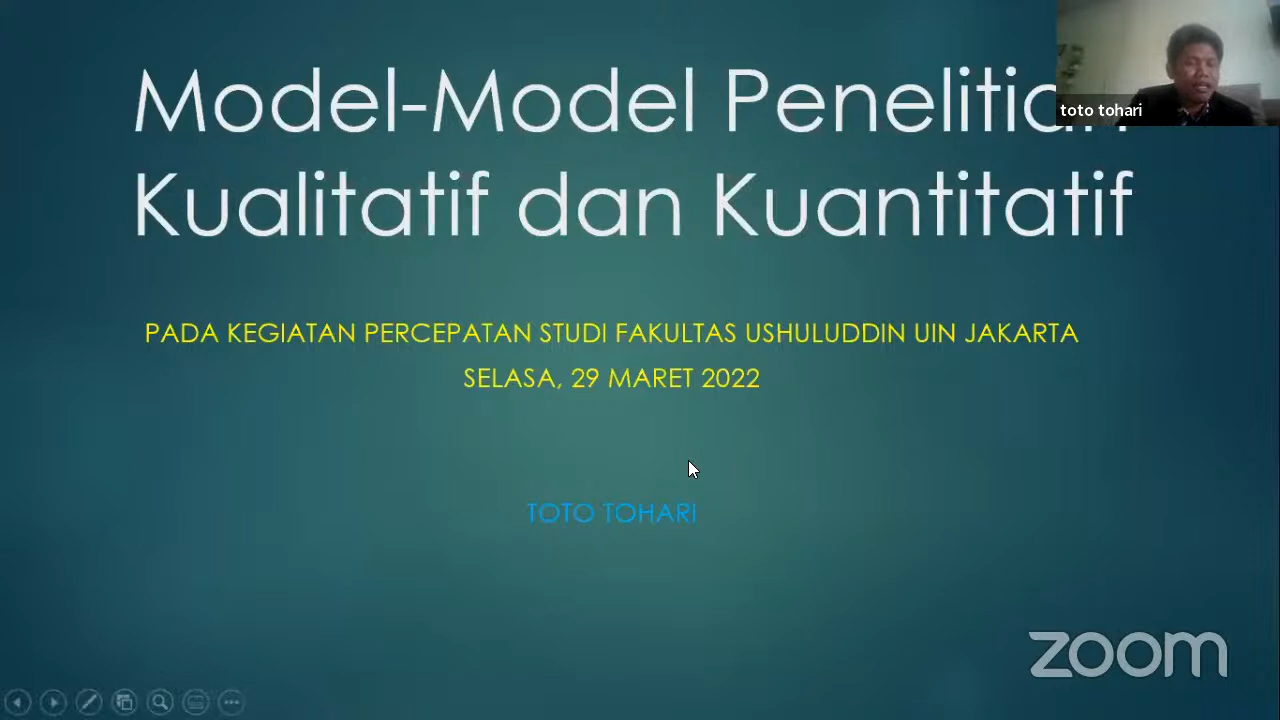 Model-Model Penelitian
Kualitatif dan Kuantitatif
toto tohari
PADA KEGIATAN PERCEPATAN STUDI FAKULTAS USHULUDDIN UIN JAKARTA
SELASA, 29 MARET 2022
TOTO TOHARI
zoom